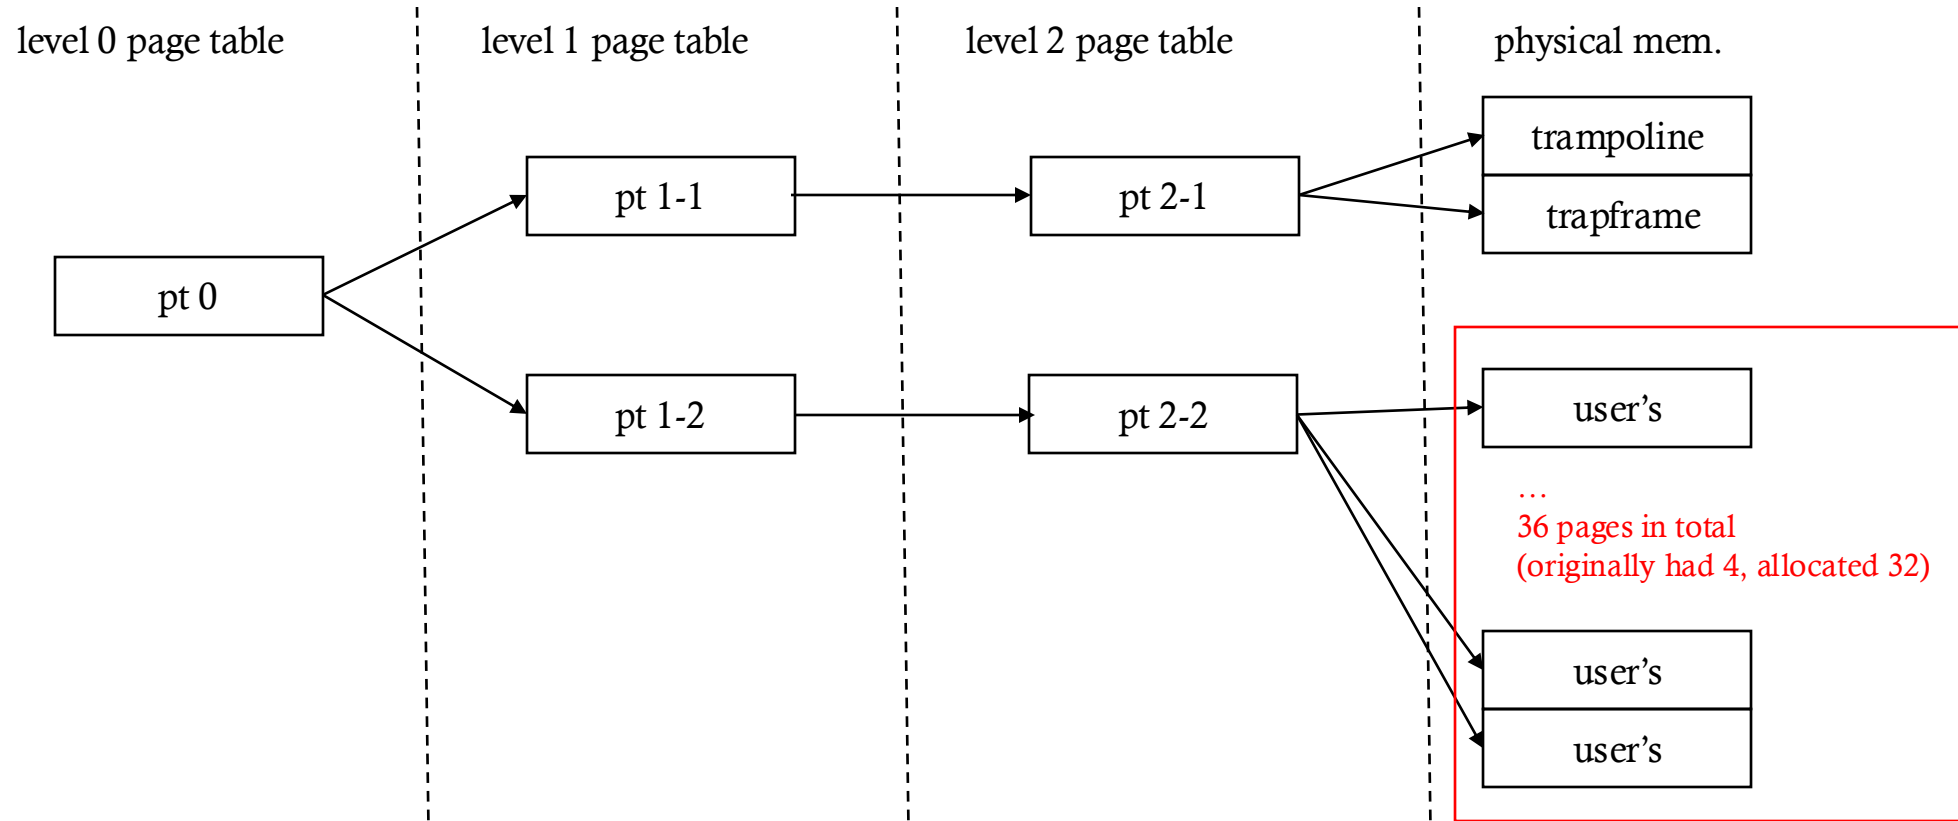 level 0 page table
level 1 page table
level 2 page table
physical mem.
trampoline
pt 1-1
pt 2-1
trapframe
pt 0
pt 1-2
pt 2-2
user’s
…
36 pages in total
(originally had 4, allocated 32)
user’s
user’s